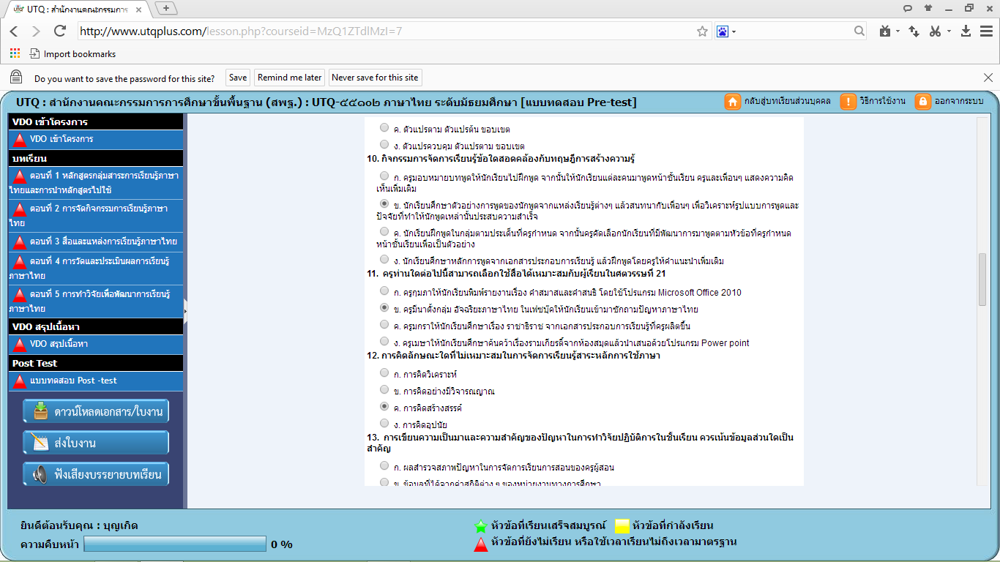 UTQ : สำนักงานคณะกรรมการ
http://www.utqplus.com/lesson.php?courseid=MzQ1ZTdlMzI=7
Import bookmarks
Do you want to save the password for this site?
Save
Remind me later
Never save for this site
UTQ : สำนักงานคณะกรรมการการศึกษาขั้นพื้นฐาน (สพฐ.) : UTQ-๕๕๑๐๒ ภาษาไทย ระดับมัธยมศึกษา [แบบทดสอบ Pre-test]
กลับสู่บทเรียนส่วนบุคคล
วิธีการใช้งาน
ออกจากระบบ
VDO เข้าโครงการ
VDO เข้าโครงการ
บทเรียน
ตอนที่ 1 หลักสูตรกลุ่มสาระการเรียนรู้ภาษา
ไทยและการนำหลักสูตรไปใช้
ตอนที่ 2 การจัดกิจกรรมการเรียนรู้ภาษา
ไทย
ตอนที่ 3 สื่อและแหล่งการเรียนรู้ภาษาไทย
ตอนที่ 4 การวัดและประเมินผลการเรียนรู้
ภาษาไทย
ตอนที่ 5 การทำวิจัยเพื่อพัฒนาการเรียนรู้
ภาษาไทย
VDO สรุปเนื้อหา
VDO สรุปเนื้อหา
Post Test
แบบทดสอบ Post -test
ดาวน์โหลดเอกสาร/ใบงาน
ส่งใบงาน
ฟังเสียงบรรยายบทเรียน
ค. ตัวแปรตาม ตัวแปรต้น ขอบเขต
ง. ตัวแปรควบคุม ตัวแปรตาม ขอบเขต
10. กิจกรรมการจัดการเรียนรู้ข้อใดสอดคล้องกับทฤษฎีการสร้างความรู้
ก. ครูมอบหมายบทพูดให้นักเรียนไปฝึกพูด จากนั้นให้นักเรียนแต่ละคนมาพูดหน้าชั้นเรียน ครูและเพื่อนๆ แสดงความคิด
เห็นเพิ่มเติม
ข. นักเรียนศึกษาตัวอย่างการพูดของนักพูดจากแหล่งเรียนรู้ต่างๆ แล้วสนทนากับเพื่อนๆ เพื่อวิเคราะห์รูปแบบการพูดและ
ปัจจัยที่ทำให้นักพูดเหล่านั้นประสบความสำเร็จ
ค. นักเรียนฝึกพูดในกลุ่มตามประเด็นที่ครูกำหนด จากนั้นครูคัดเลือกนักเรียนที่มีพัฒนาการมาพูดตามหัวข้อที่ครูกำหนด
หน้าชั้นเรียนเพื่อเป็นตัวอย่าง
ง. นักเรียนศึกษาหลักการพูดจากเอกสารประกอบการเรียนรู้ แล้วฝึกพูดโดยครูให้คำแนะนำเพิ่มเติม
11. ครูท่านใดต่อไปนี้สามารถเลือกใช้สื่อได้เหมาะสมกับผู้เรียนในศตวรรษที่ 21
ก. ครูกุมภาให้นักเรียนพิมพ์รายงานเรื่อง คำสมาสและคำสนธิ โดยใช้โปรแกรม Microsoft Office 2010
ข. ครูมีนาตั้งกลุ่ม อัจฉริยะภาษาไทย ในเฟซบุ๊คให้นักเรียนเข้ามาซักถามปัญหาภาษาไทย
ค. ครูมกราให้นักเรียนศึกษาเรื่อง ราชาธิราช จากเอกสารประกอบการเรียนรู้ที่ครูผลิตขึ้น
ง. ครูเมษาให้นักเรียนศึกษาค้นคว้าเรื่องรามเกียรติ์จากห้องสมุดแล้วนำเสนอด้วยโปรแกรม Power point
12. การคิดลักษณะใดที่ไม่เหมาะสมในการจัดการเรียนรู้สาระหลักการใช้ภาษา
ก. การคิดวิเคราะห์
ข. การคิดอย่างมีวิจารณญาณ
ค. การคิดสร้างสรรค์
ง. การคิดอุปนัย
13. การเขียนความเป็นมาและความสำคัญของปัญหาในการทำวิจัยปฏิบัติการในชั้นเรียน ควรเน้นข้อมูลส่วนใดเป็น
สำคัญ
ก. ผลสำรวจสภาพปัญหาในการจัดการเรียนการสอนของครูผู้สอน
ข. ข้อมูลที่ได้จากค่าสถิติต่าง ๆ ของหน่วยงานทางการศึกษา
ยินดีต้อนรับคุณ : บุญเกิด
ความคืบหน้า 0 %
หัวข้อที่เรียนเสร็จสมบูรณ์
หัวข้อที่กำลังเรียน
หัวข้อที่ยังไม่เรียน หรือใช้เวลาเรียนไม่ถึงเวลามาตรฐาน